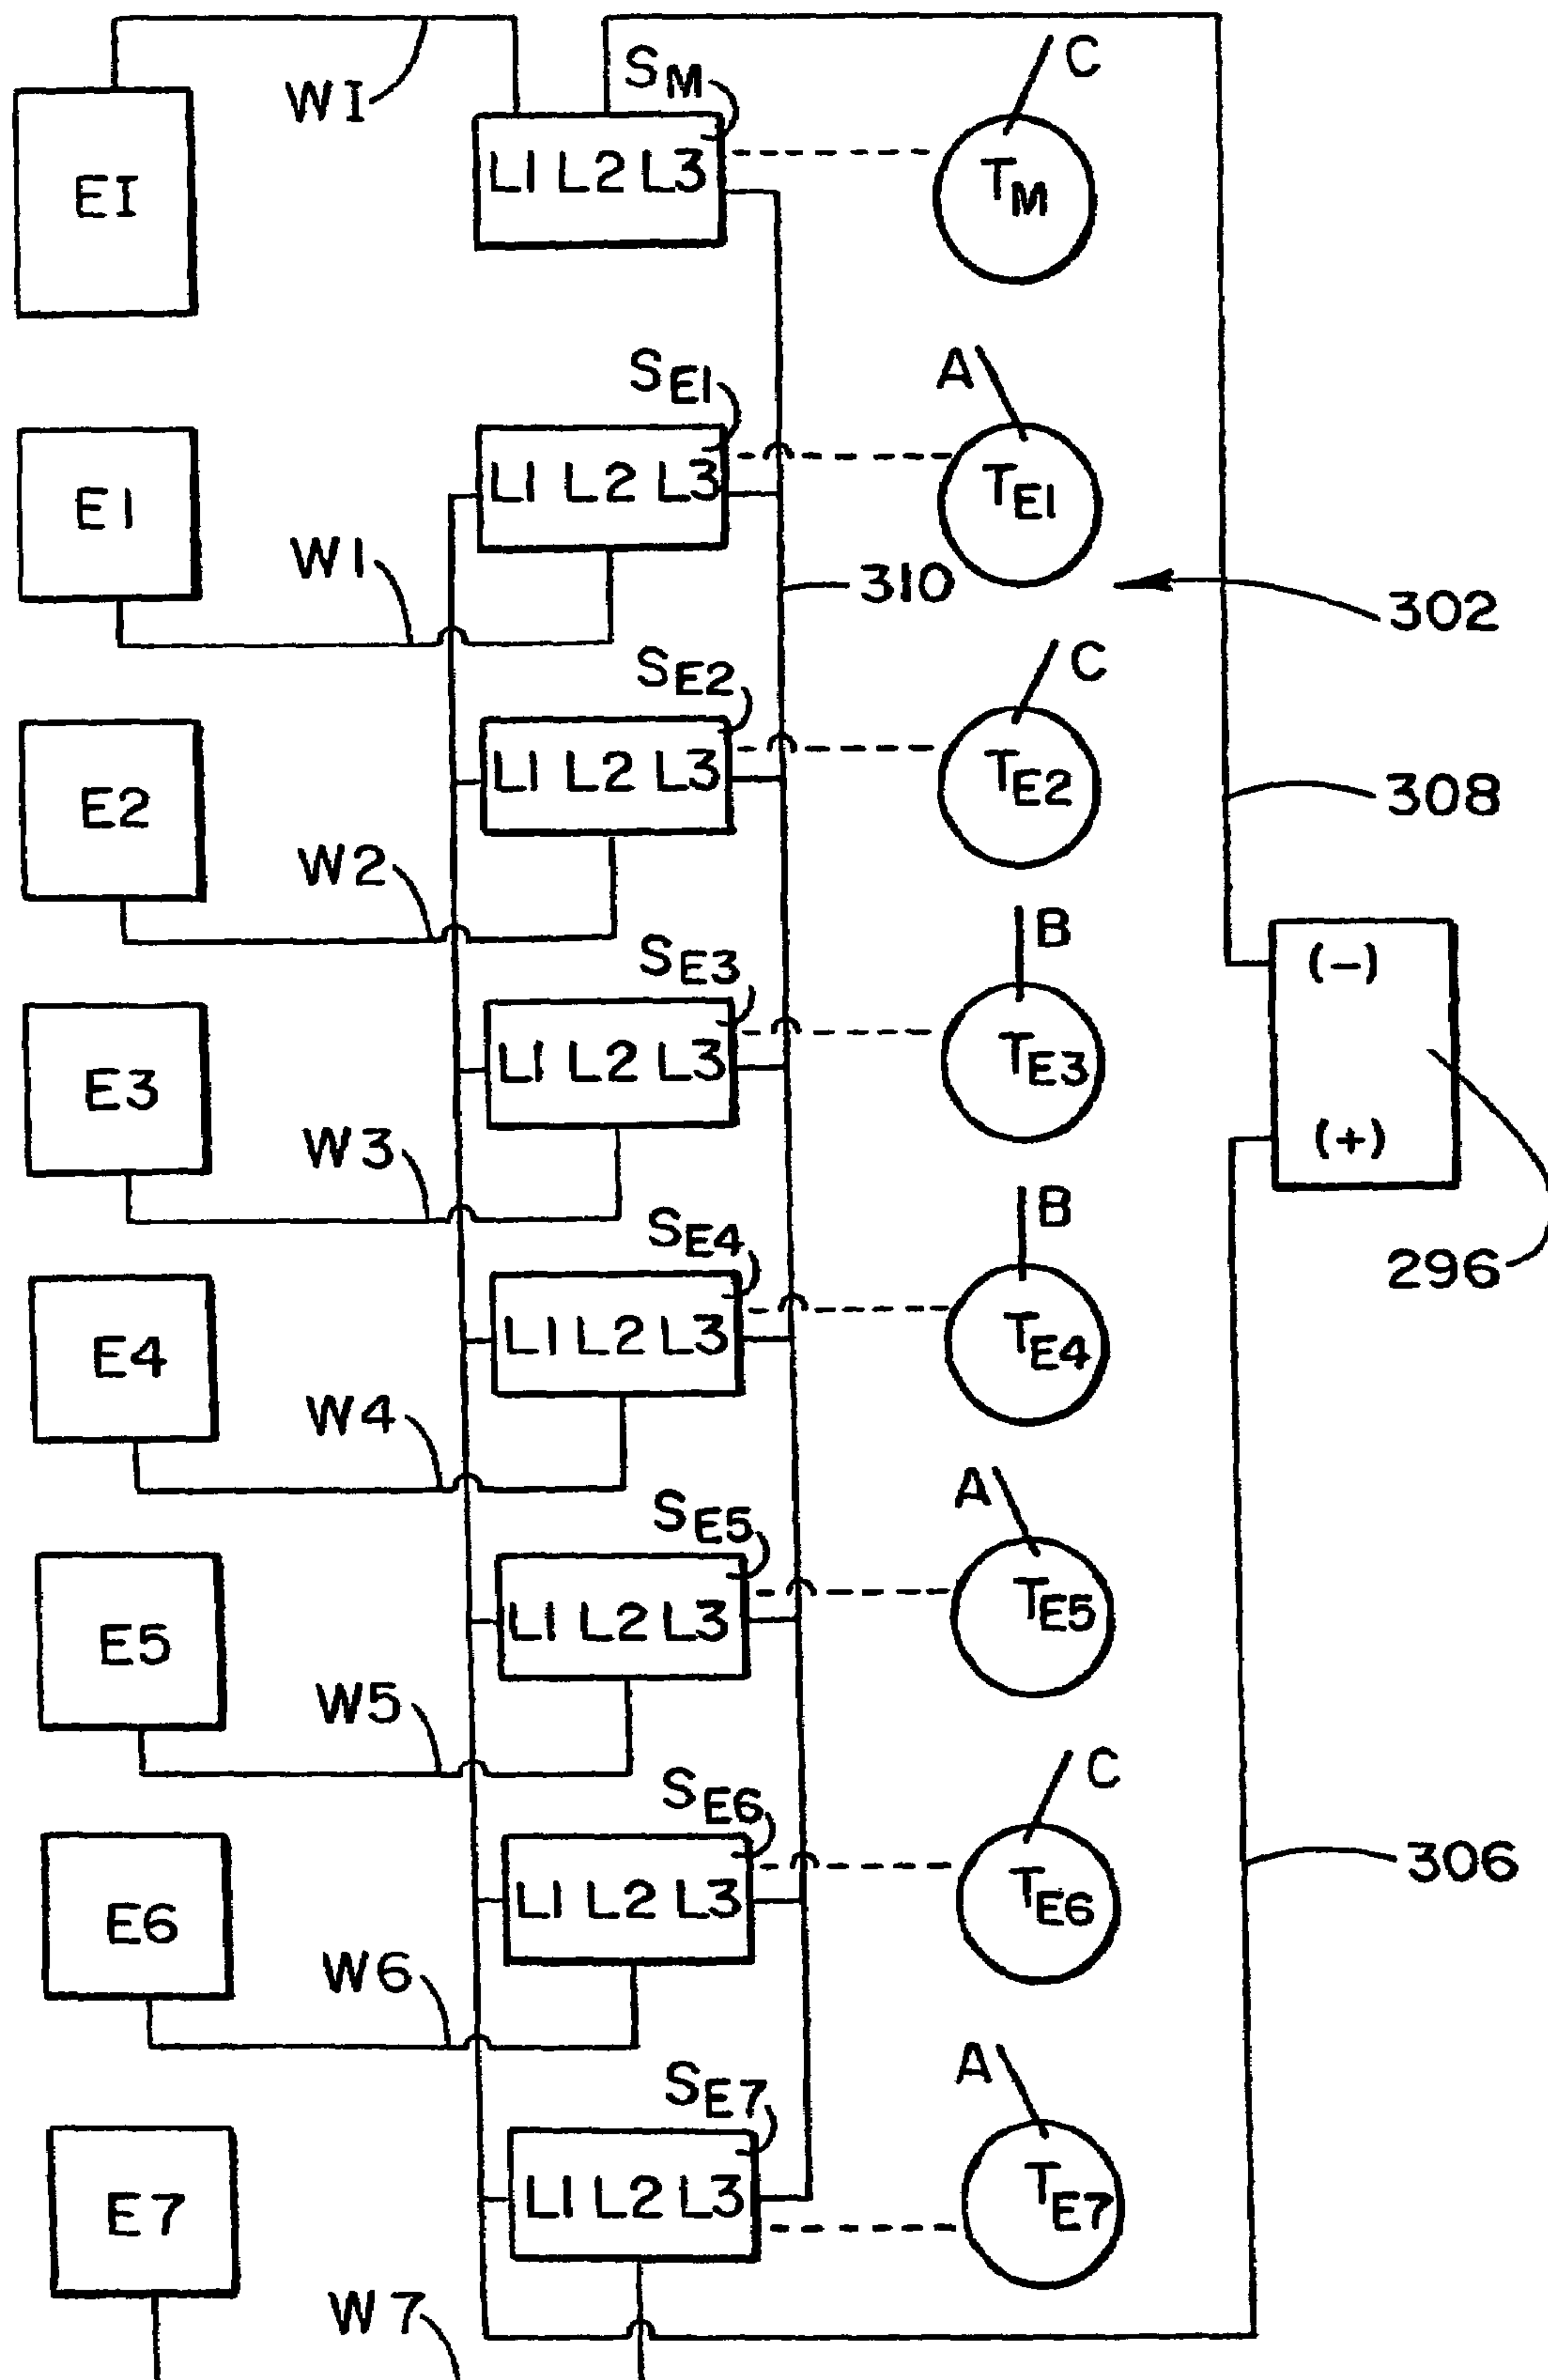 WI
SM
C
EI
L1 L2 L3
TM
SE1
A
E1
L1 L2 L3
TE1
W1
310
302
SE2
C
E2
L1 L2 L3
TE2
308
W2
SE3
B
(-)
E3
L1 L2 L3
TE3
(+)
W3
SE4
B
296
E4
L1 L2 L3
TE4
W4
SE5
A
E5
L1 L2 L3
TE5
W5
SE6
C
306
E6
L1 L2 L3
TE6
W6
SE7
A
E7
L1 L2 L3
TE7
W7